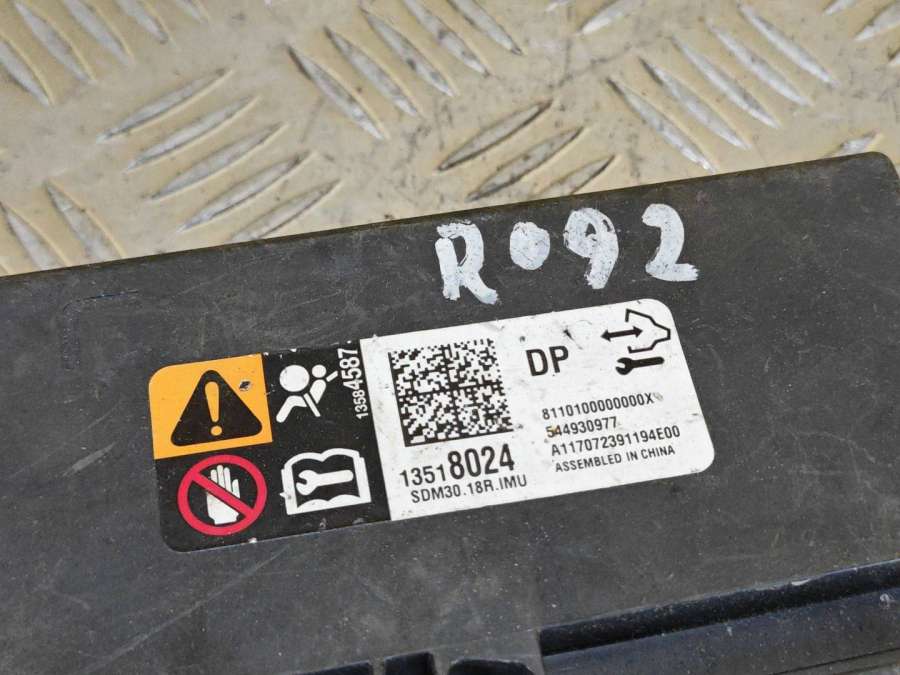 R092
13584587
DP
8110100000000X
544930977
A117072391194E00
ASSEMBLED IN CHINA
13518024
SDM30.18R.IMU